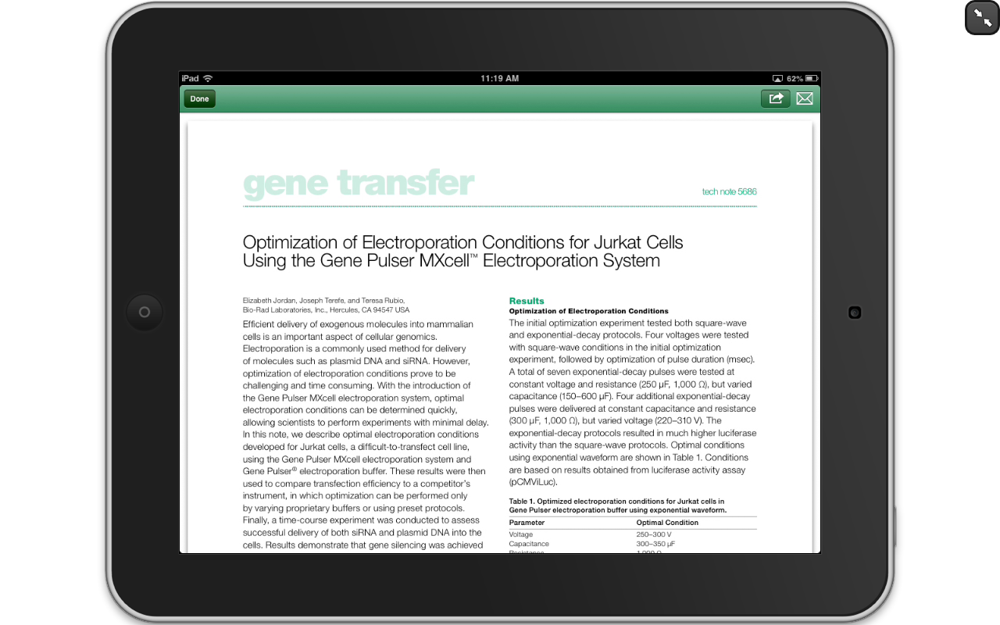 iPad 11:19 AM 62%
Done
gene transfer
tech note 5686
Optimization of Electroporation Conditions for Jurkat Cells
Using the Gene Pulser MXcell™ Electroporation System
Elizabeth Jordan, Joseph Terefe, and Teresa Rubio,
Bio-Rad Laboratories, Inc., Hercules, CA 94547 USA
Efficient delivery of exogenous molecules into mammalian
cells is an important aspect of cellular genomics.
Electroporation is a commonly used method for delivery
of molecules such as plasmid DNA and siRNA. However,
optimization of electroporation conditions prove to be
challenging and time consuming. With the introduction of
the Gene Pulser MXcell electroporation system, optimal
electroporation conditions can be determined quickly,
allowing scientists to perform experiments with minimal delay.
In this note, we describe optimal electroporation conditions
developed for Jurkat cells, a difficult-to-transfect cell line,
using the Gene Pulser MXcell electroporation system and
Gene Pulser® electroporation buffer. These results were then
used to compare transfection efficiency to a competitor's
instrument, in which optimization can be performed only
by varying proprietary buffers or using preset protocols.
Finally, a time-course experiment was conducted to assess
successful delivery of both siRNA and plasmid DNA into the
cells. Results demonstrate that gene silencing was achieved
Results
Optimization of Electroporation Conditions
The initial optimization experiment tested both square-wave
and exponential-decay protocols. Four voltages were tested
with square-wave conditions in the initial optimization
experiment, followed by optimization of pulse duration (msec).
A total of seven exponential-decay pulses were tested at
constant voltage and resistance (250 µF, 1,000 Ω), but varied
capacitance (150–600 µF). Four additional exponential-decay
pulses were delivered at constant capacitance and resistance
(300 µF, 1,000 Ω), but varied voltage (220–310 V). The
exponential-decay protocols resulted in much higher luciferase
activity than the square-wave protocols. Optimal conditions
using exponential waveform are shown in Table 1. Conditions
are based on results obtained from luciferase activity assay
(pCMViLuc).
Table 1. Optimized electroporation conditions for Jurkat cells in
Gene Pulser electroporation buffer using exponential waveform.
Parameter Optimal Condition
Voltage 250–300 V
Capacitance 300–350 µF
Resistance 1,000 Ω